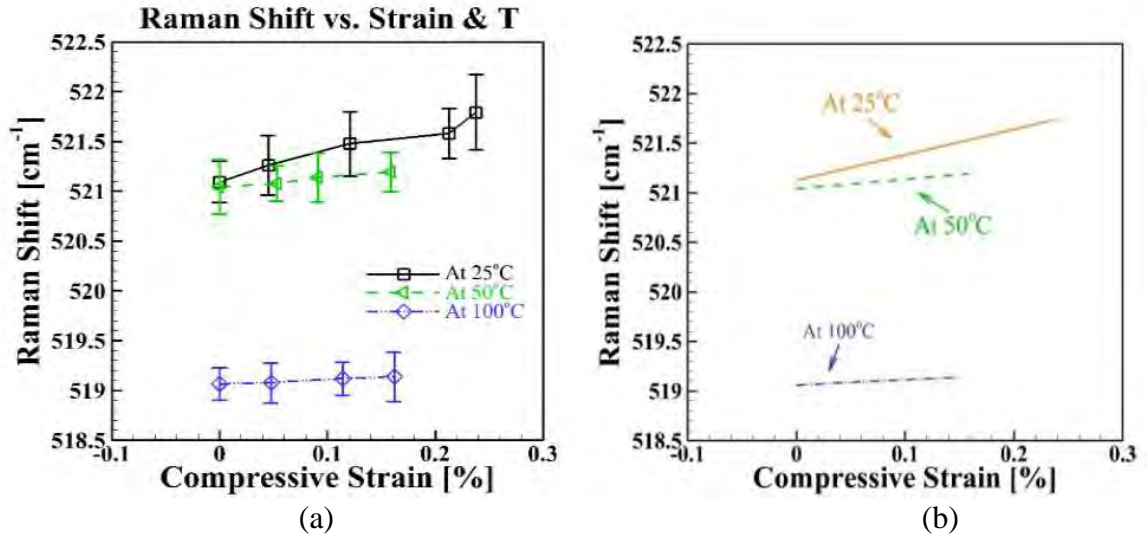 Raman Shift vs. Strain & T
522.5
522
521.5
521
520.5
520
519.5
519
518.5
-0.1
0
0.1
0.2
0.3
Raman Shift [cm⁻¹]
Compressive Strain [%]
At 25°C
At 50°C
At 100°C
(a)
522.5
522
521.5
521
520.5
520
519.5
519
518.5
-0.1
0
0.1
0.2
0.3
Raman Shift [cm⁻¹]
Compressive Strain [%]
At 25°C
At 50°C
At 100°C
(b)